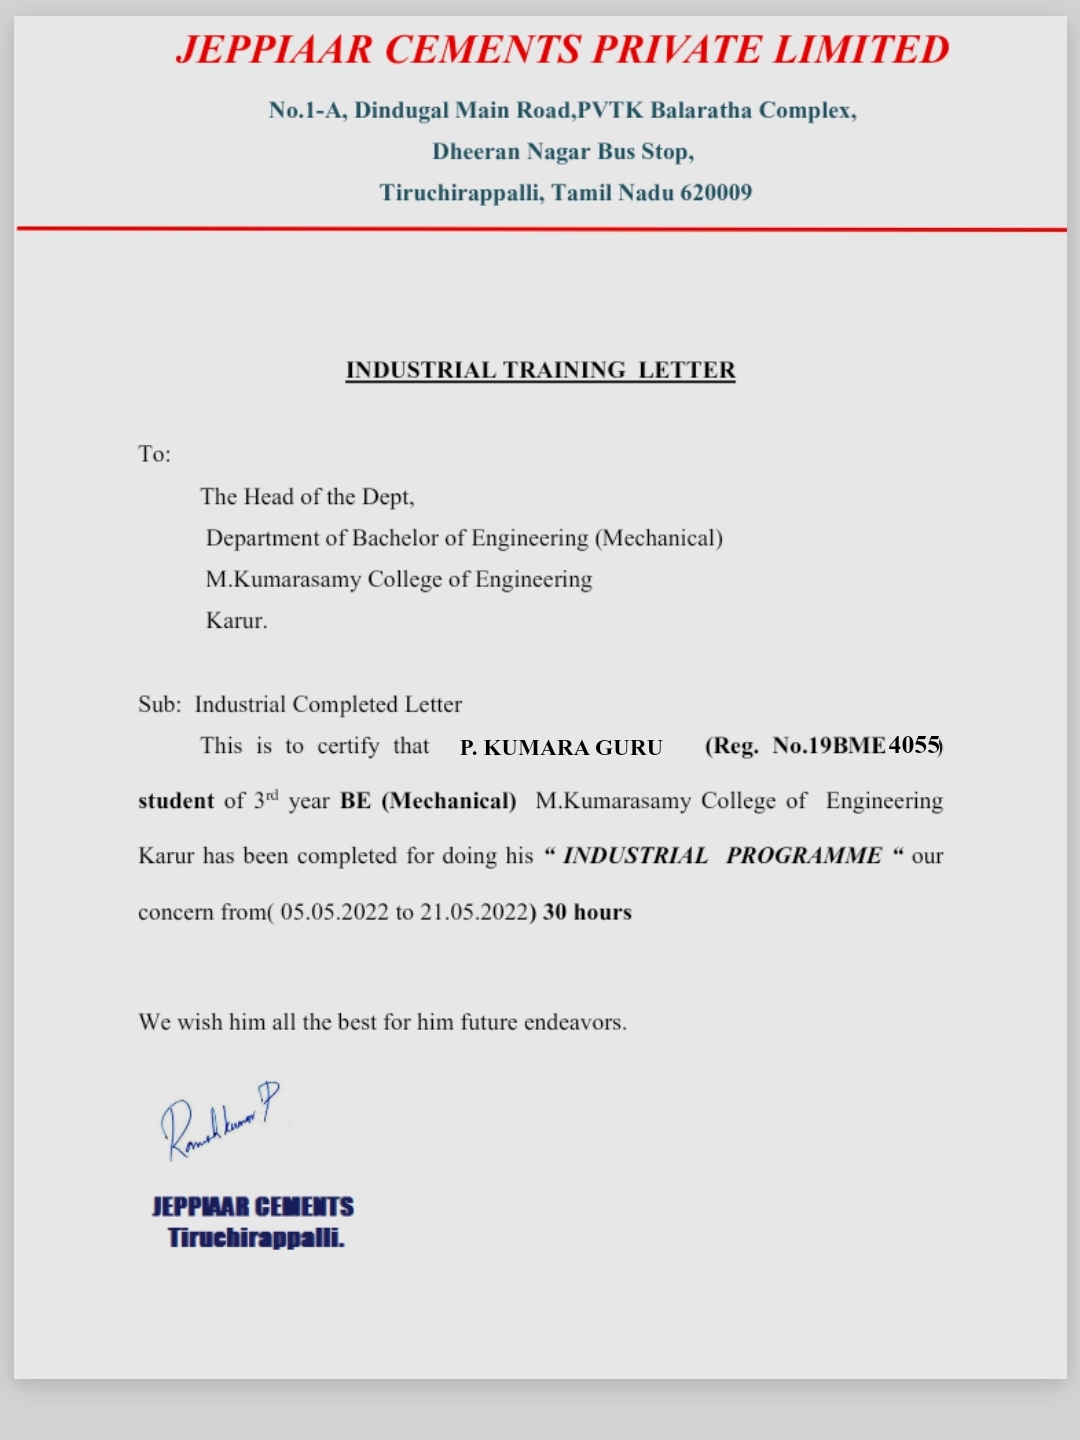 JEPPIAAR CEMENTS PRIVATE LIMITED
No.1-A, Dindugal Main Road,PVTK Balaratha Complex,
Dheeran Nagar Bus Stop,
Tiruchirappalli, Tamil Nadu 620009
INDUSTRIAL TRAINING LETTER
To:
The Head of the Dept,
Department of Bachelor of Engineering (Mechanical)
M.Kumarasamy College of Engineering
Karur.
Sub: Industrial Completed Letter
This is to certify that P. KUMARA GURU (Reg. No.19BME4055)
student of 3rd year BE (Mechanical) M.Kumarasamy College of Engineering
Karur has been completed for doing his “ INDUSTRIAL PROGRAMME “ our
concern from( 05.05.2022 to 21.05.2022) 30 hours
We wish him all the best for him future endeavors.
Ramesh kumar P
JEPPIAAR CEMENTS
Tiruchirappalli.